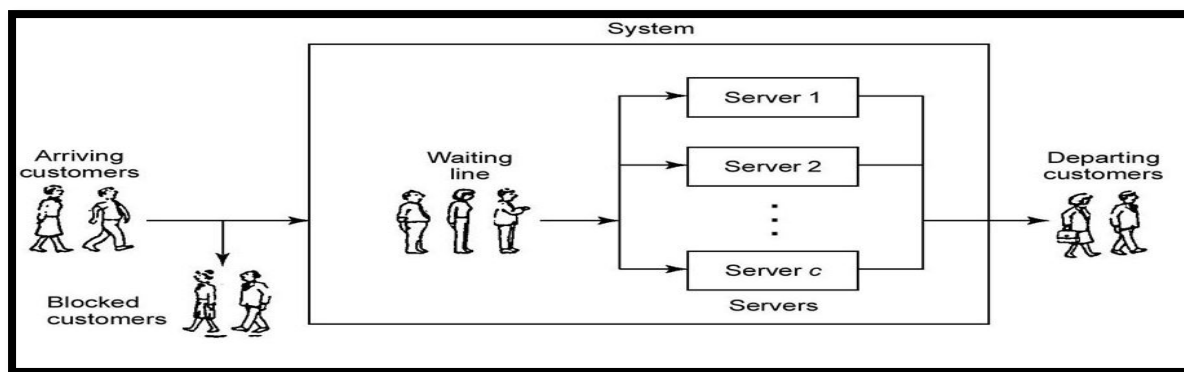 System
Server 1
Arriving
customers
Waiting
line
Server 2
Departing
customers
Server c
Blocked
customers
Servers